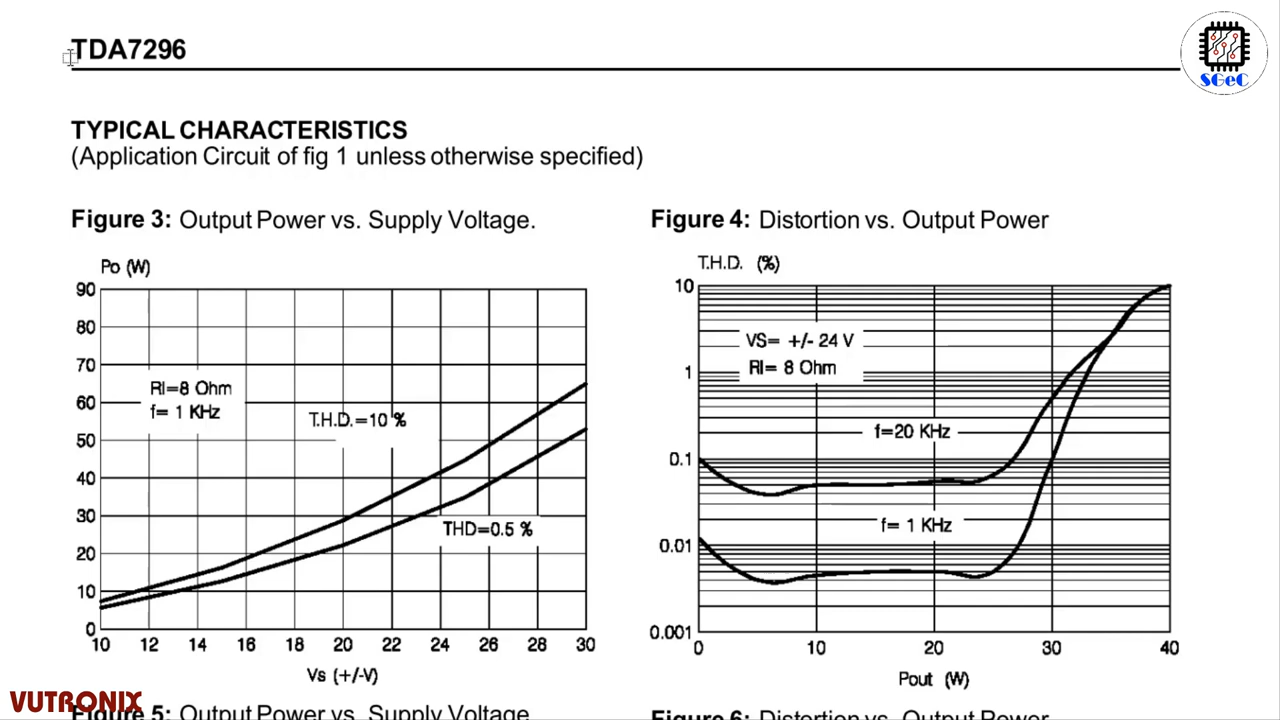 TDA7296
SGeC
TYPICAL CHARACTERISTICS
(Application Circuit of fig 1 unless otherwise specified)
Figure 3: Output Power vs. Supply Voltage.
Po (W)
90
80
70
60
50
40
30
20
10
0
Rl=8 Ohm
f= 1 KHz
T.H.D.=10 %
THD=0.5 %
10 12 14 16 18 20 22 24 26 28 30
Vs (+/-V)
Figure 4: Distortion vs. Output Power
T.H.D. (%)
10
1
0.1
0.01
0.001
VS= +/- 24 V
Rl= 8 Ohm
f=20 KHz
f= 1 KHz
0 10 20 30 40
Pout (W)
VUTRONIX
Figure 5: Output Power vs. Supply Voltage
Figure 6: Distortion vs. Output Power